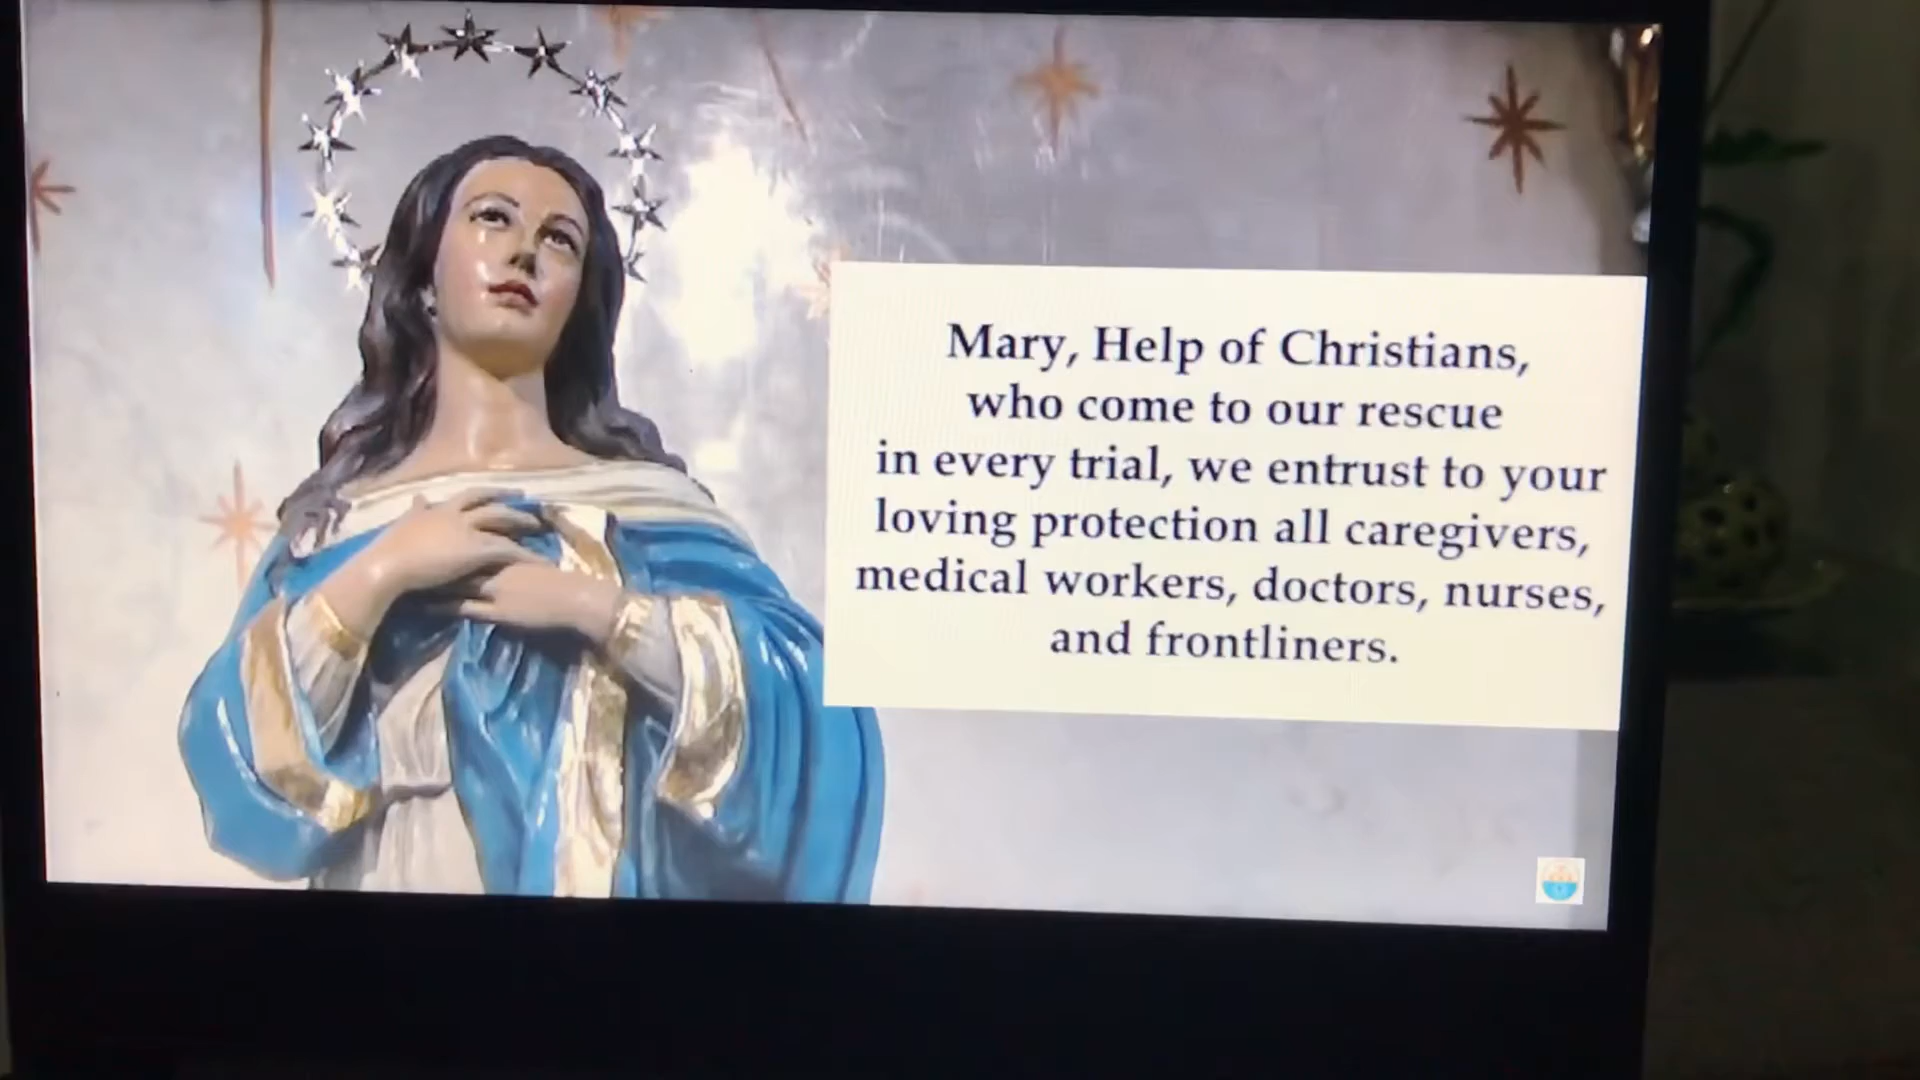 Mary, Help of Christians,
who come to our rescue
in every trial, we entrust to your
loving protection all caregivers,
medical workers, doctors, nurses,
and frontliners.